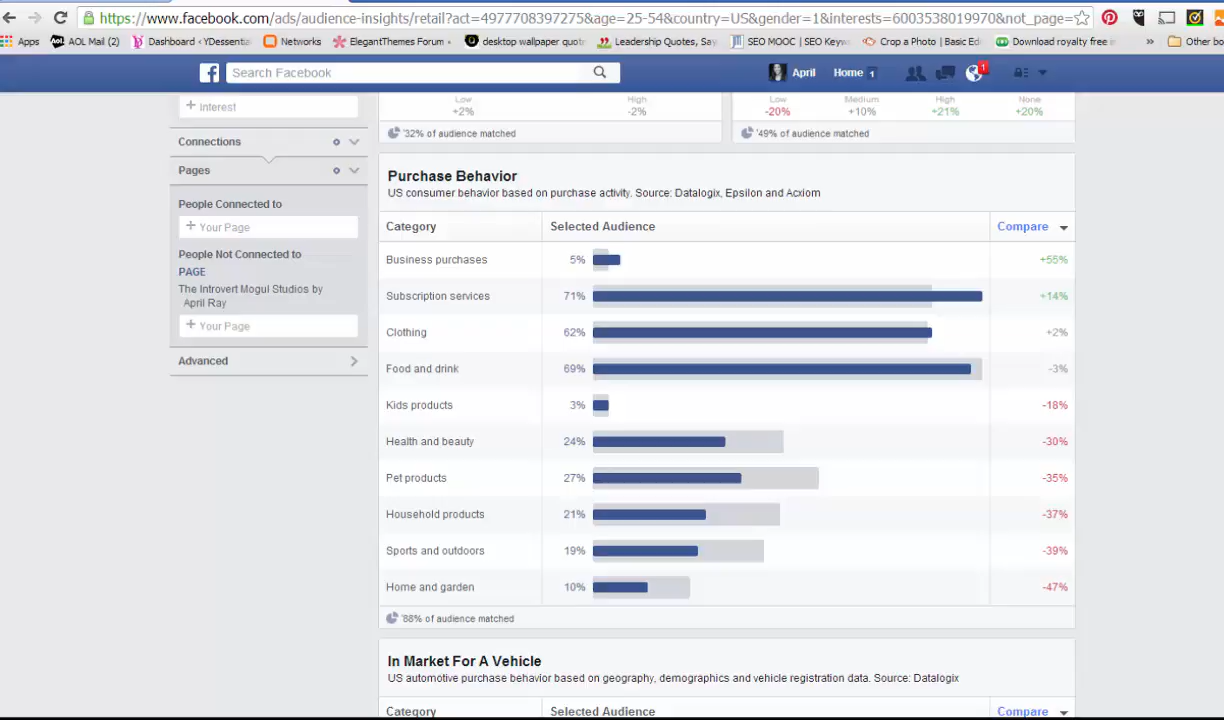 https://www.facebook.com/ads/audience-insights/retail?act=4977708397275&age=25-54&country=US&gender=1&interests=6003538019970&not_page=
Apps AOL Mail (2) Dashboard ‹ YDessential Networks ElegantThemes Forum • desktop wallpaper quot Leadership Quotes, Say SEO MOOC | SEO Keyw Crop a Photo | Basic Edi Download royalty free i » Other bo
Search Facebook April Home 1 1
+ Interest
Connections
Pages
People Connected to
+ Your Page
People Not Connected to
PAGE
The Introvert Mogul Studios by
April Ray
+ Your Page
Advanced
Low High
+2% -2%
'32% of audience matched
Low Medium High None
-20% +10% +21% +20%
'49% of audience matched
Purchase Behavior
US consumer behavior based on purchase activity. Source: Datalogix, Epsilon and Acxiom
Category Selected Audience Compare
Business purchases 5% +55%
Subscription services 71% +14%
Clothing 62% +2%
Food and drink 69% -3%
Kids products 3% -18%
Health and beauty 24% -30%
Pet products 27% -35%
Household products 21% -37%
Sports and outdoors 19% -39%
Home and garden 10% -47%
'88% of audience matched
In Market For A Vehicle
US automotive purchase behavior based on geography, demographics and vehicle registration data. Source: Datalogix
Category Selected Audience Compare